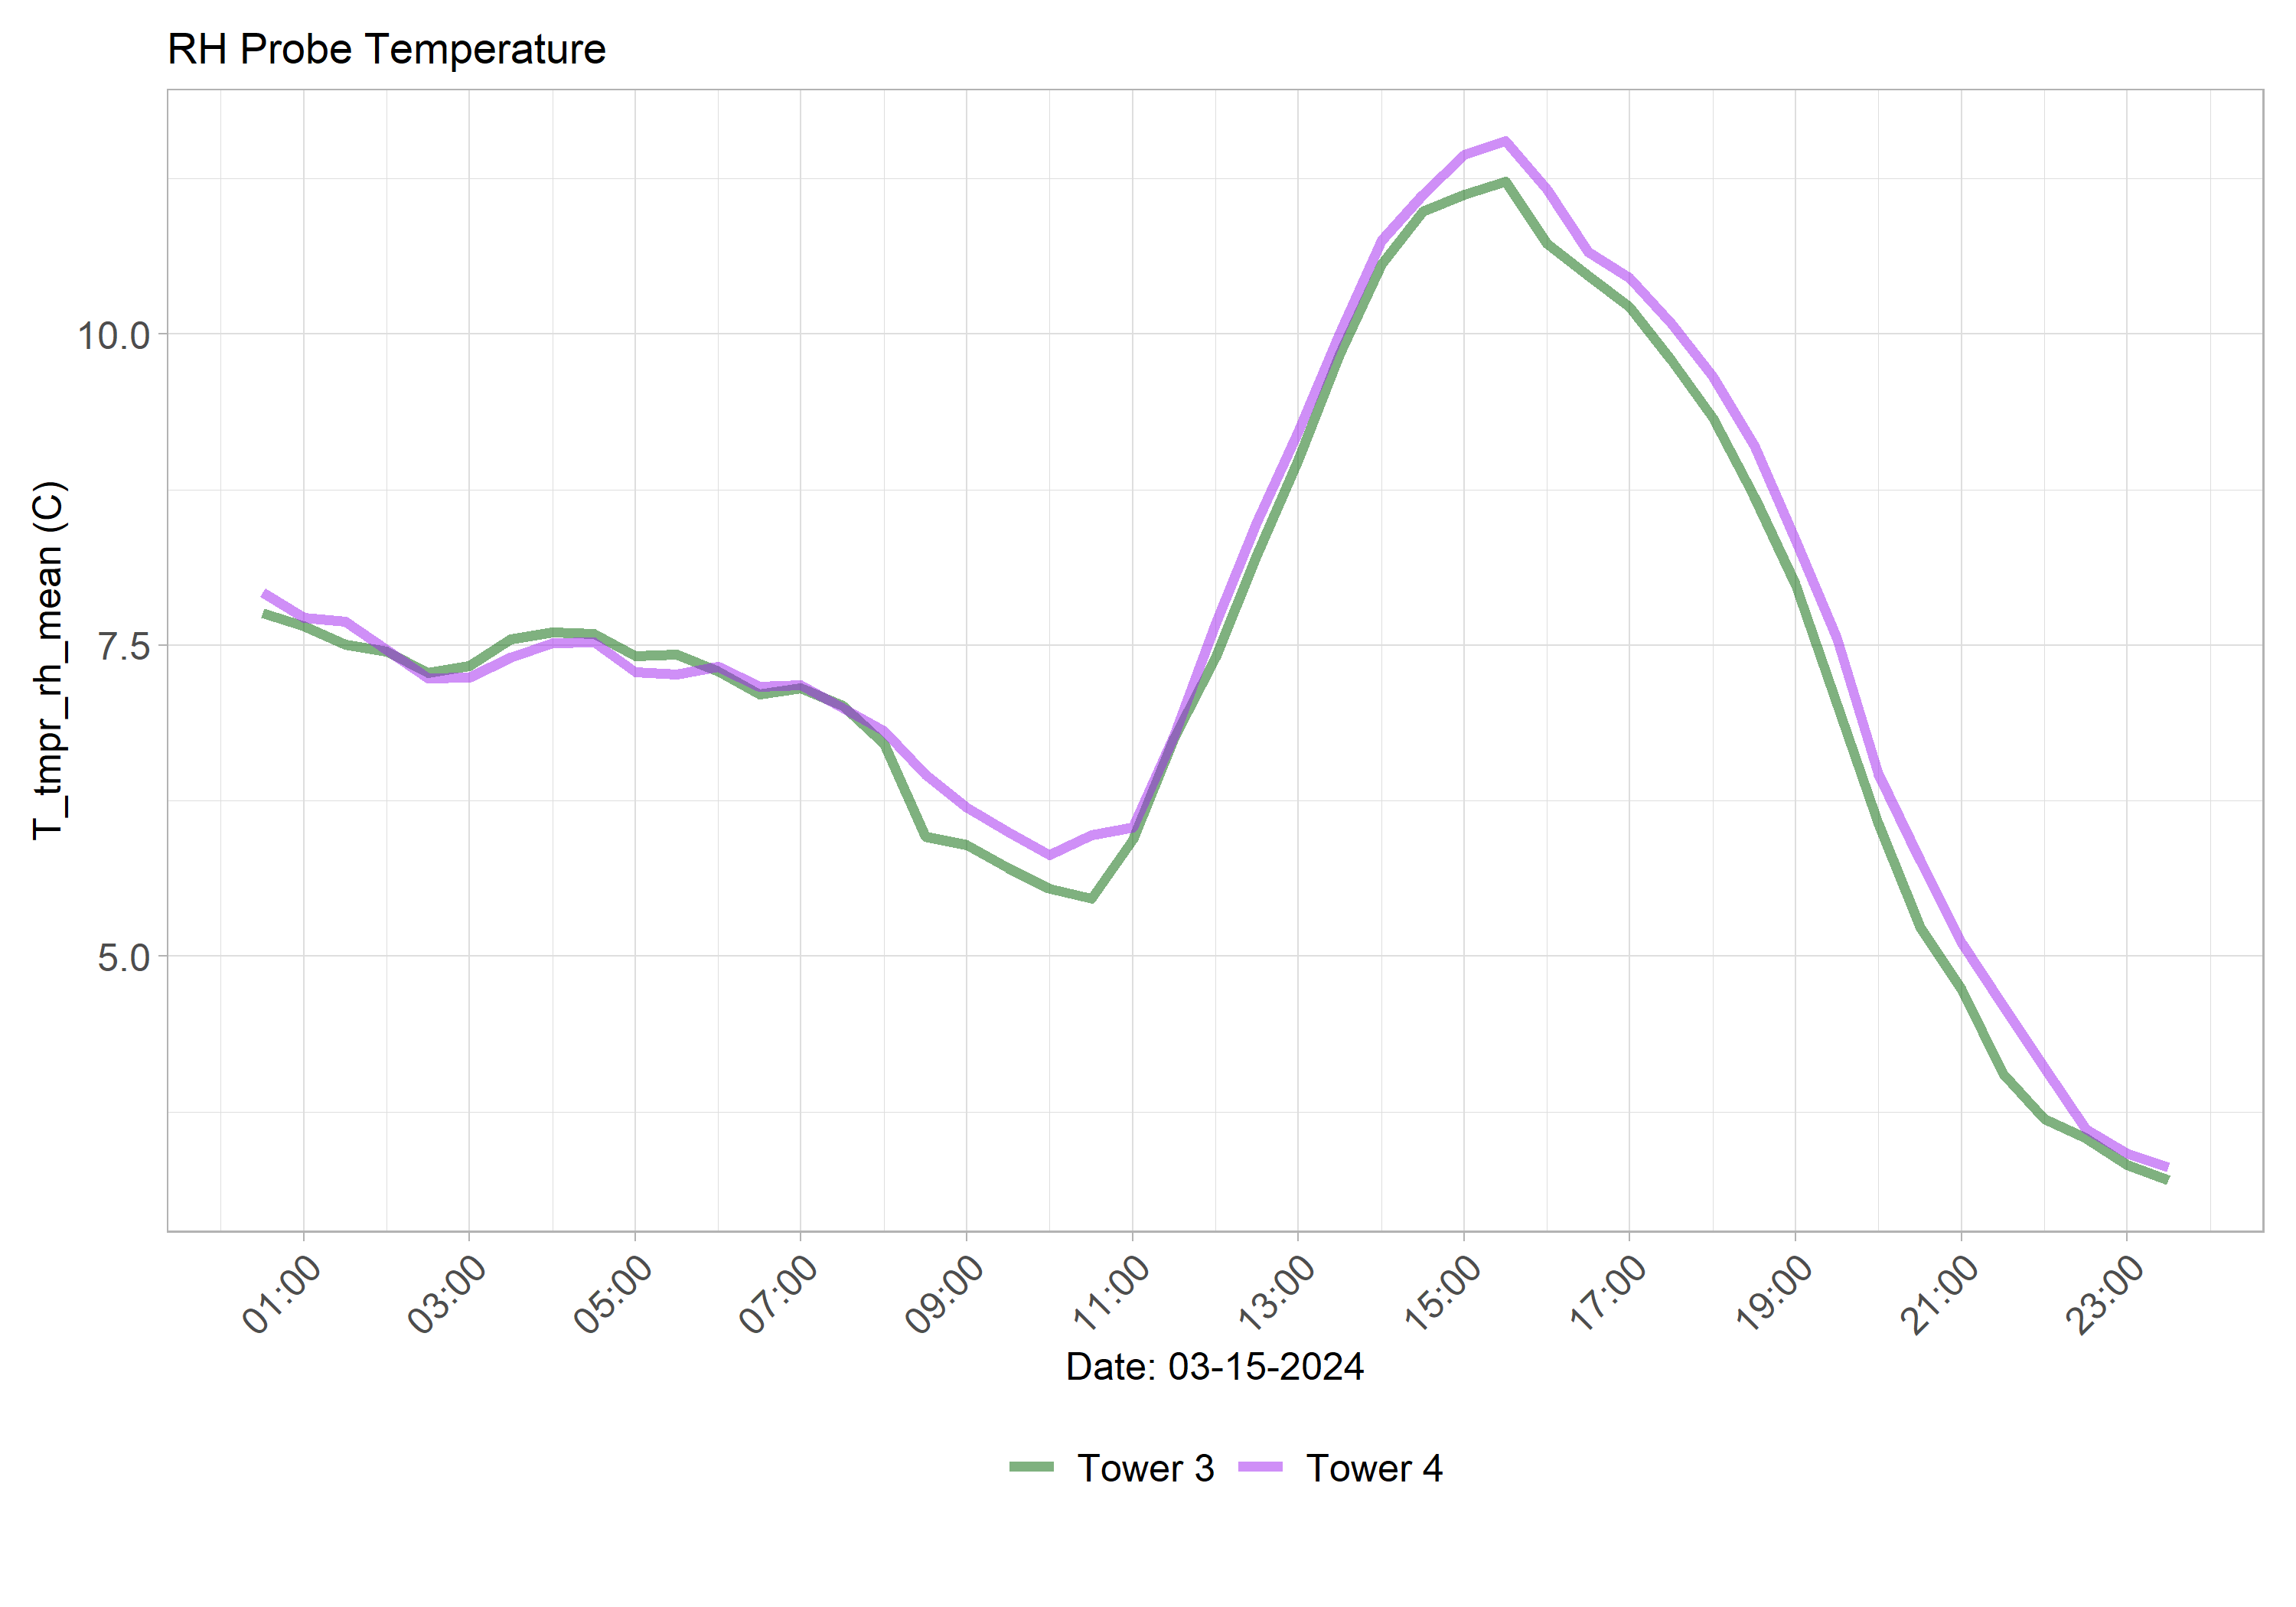 RH Probe Temperature
T_tmpr_rh_mean (C)
10.0
7.5
5.0
01:00 03:00 05:00 07:00 09:00 11:00 13:00 15:00 17:00 19:00 21:00 23:00
Date: 03-15-2024
Tower 3 Tower 4